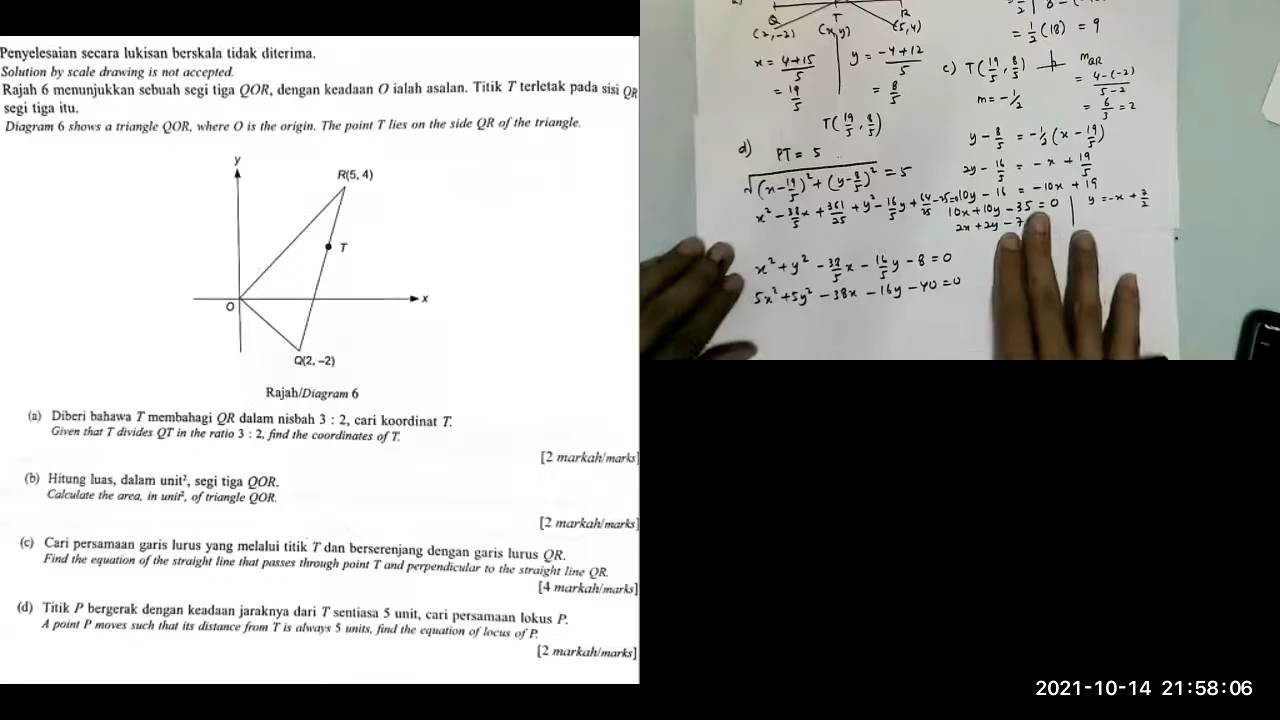 Penyelesaian secara lukisan berskala tidak diterima.
Solution by scale drawing is not accepted.
Rajah 6 menunjukkan sebuah segi tiga QOR, dengan keadaan O ialah asalan. Titik T terletak pada sisi QR
segi tiga itu.
Diagram 6 shows a triangle QOR, where O is the origin. The point T lies on the side QR of the triangle.
y
R(5, 4)
T
O
x
Q(2, –2)
Rajah/Diagram 6
(a) Diberi bahawa T membahagi QR dalam nisbah 3 : 2, cari koordinat T.
Given that T divides QT in the ratio 3 : 2, find the coordinates of T.
[2 markah/marks]
(b) Hitung luas, dalam unit², segi tiga QOR.
Calculate the area, in unit², of triangle QOR.
[2 markah/marks]
(c) Cari persamaan garis lurus yang melalui titik T dan berserenjang dengan garis lurus QR.
Find the equation of the straight line that passes through point T and perpendicular to the straight line QR.
[4 markah/marks]
(d) Titik P bergerak dengan keadaan jaraknya dari T sentiasa 5 unit, cari persamaan lokus P.
A point P moves such that its distance from T is always 5 units, find the equation of locus of P.
[2 markah/marks]
Q T R
(2,-2) (x,y) (5,4)
x = 4+15/5
= 19/5
y = -4+12/5
= 8/5
T(19/5, 8/5)
= 1/2 (18) = 9
c) T(19/5, 8/5)
m = -1/2
mQR
= 4-(-2)/5-2
= 6/3 = 2
y - 8/5 = -1/2 (x - 19/5)
2y - 16/5 = -x + 19/5
10y - 16 = -10x + 19
10x + 10y - 35 = 0
2x + 2y - 7
y = -x + 7/2
d) PT = 5
√(x - 19/5)² + (y - 8/5)² = 5
x² - 38/5x + 361/25 + y² - 16/5y + 64/25 - 25 = 0
x² + y² - 38/5x - 16/5y - 8 = 0
5x² + 5y² - 38x - 16y - 40 = 0
2021-10-14 21:58:06